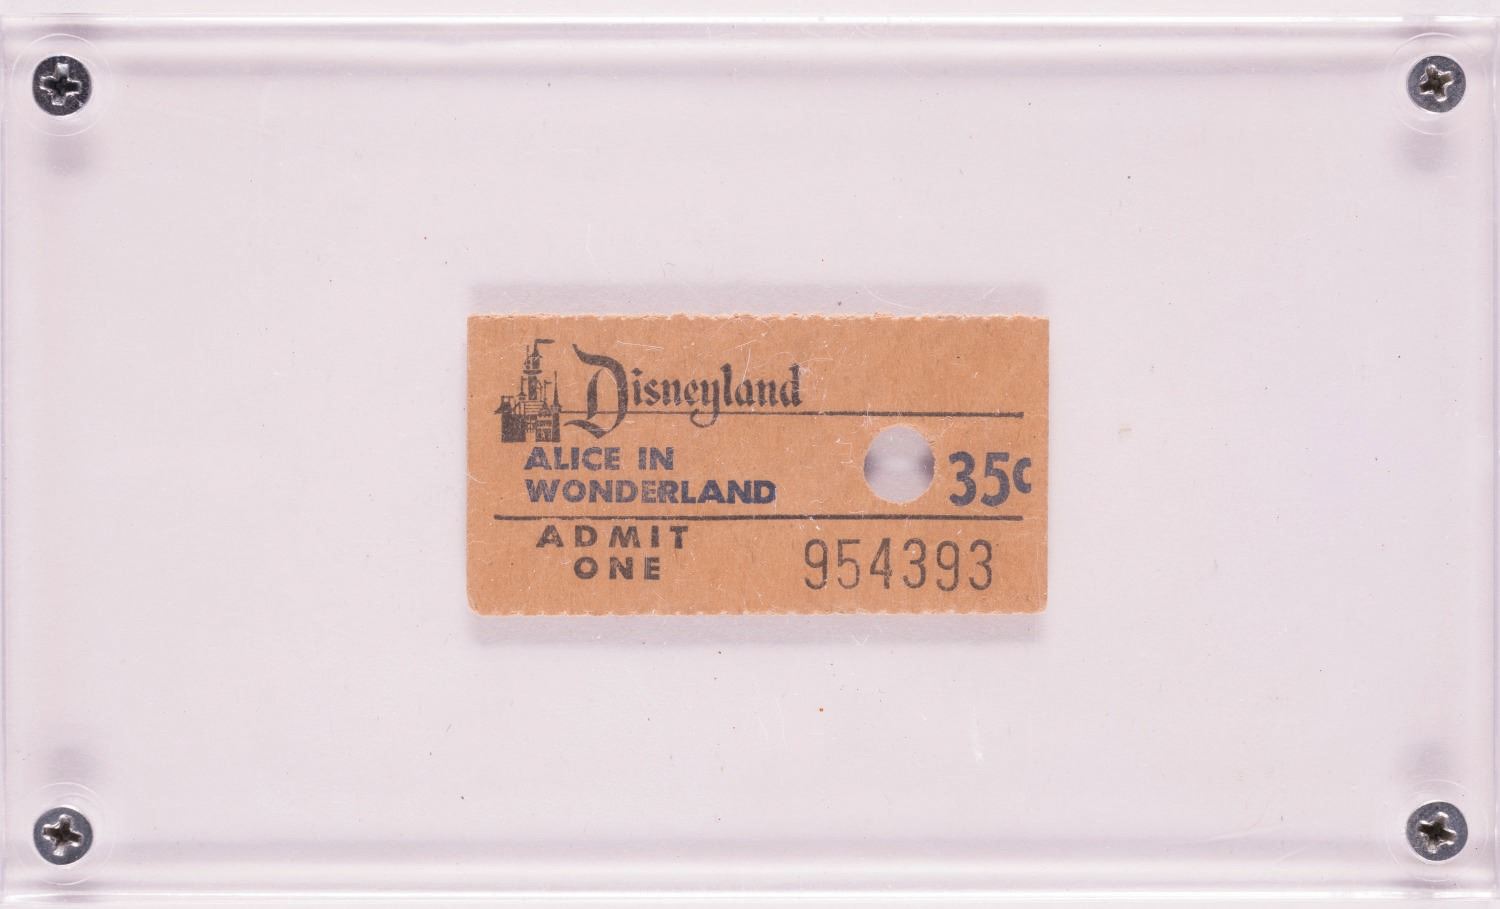 Disneyland
ALICE IN
WONDERLAND
35¢
ADMIT
ONE
954393